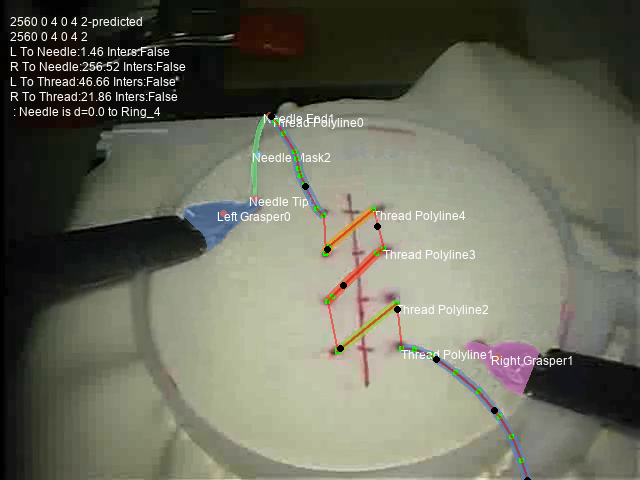 2560 0 4 0 4 2-predicted
2560 0 4 0 4 2
L To Needle:1.46 Inters:False
R To Needle:256.52 Inters:False
L To Thread:46.66 Inters:False
R To Thread:21.86 Inters:False
: Needle is d=0.0 to Ring_4
Needle End1
Thread Polyline0
Needle Mask2
Needle Tip
Left Grasper0
Thread Polyline4
Thread Polyline3
Thread Polyline2
Thread Polyline1
Right Grasper1